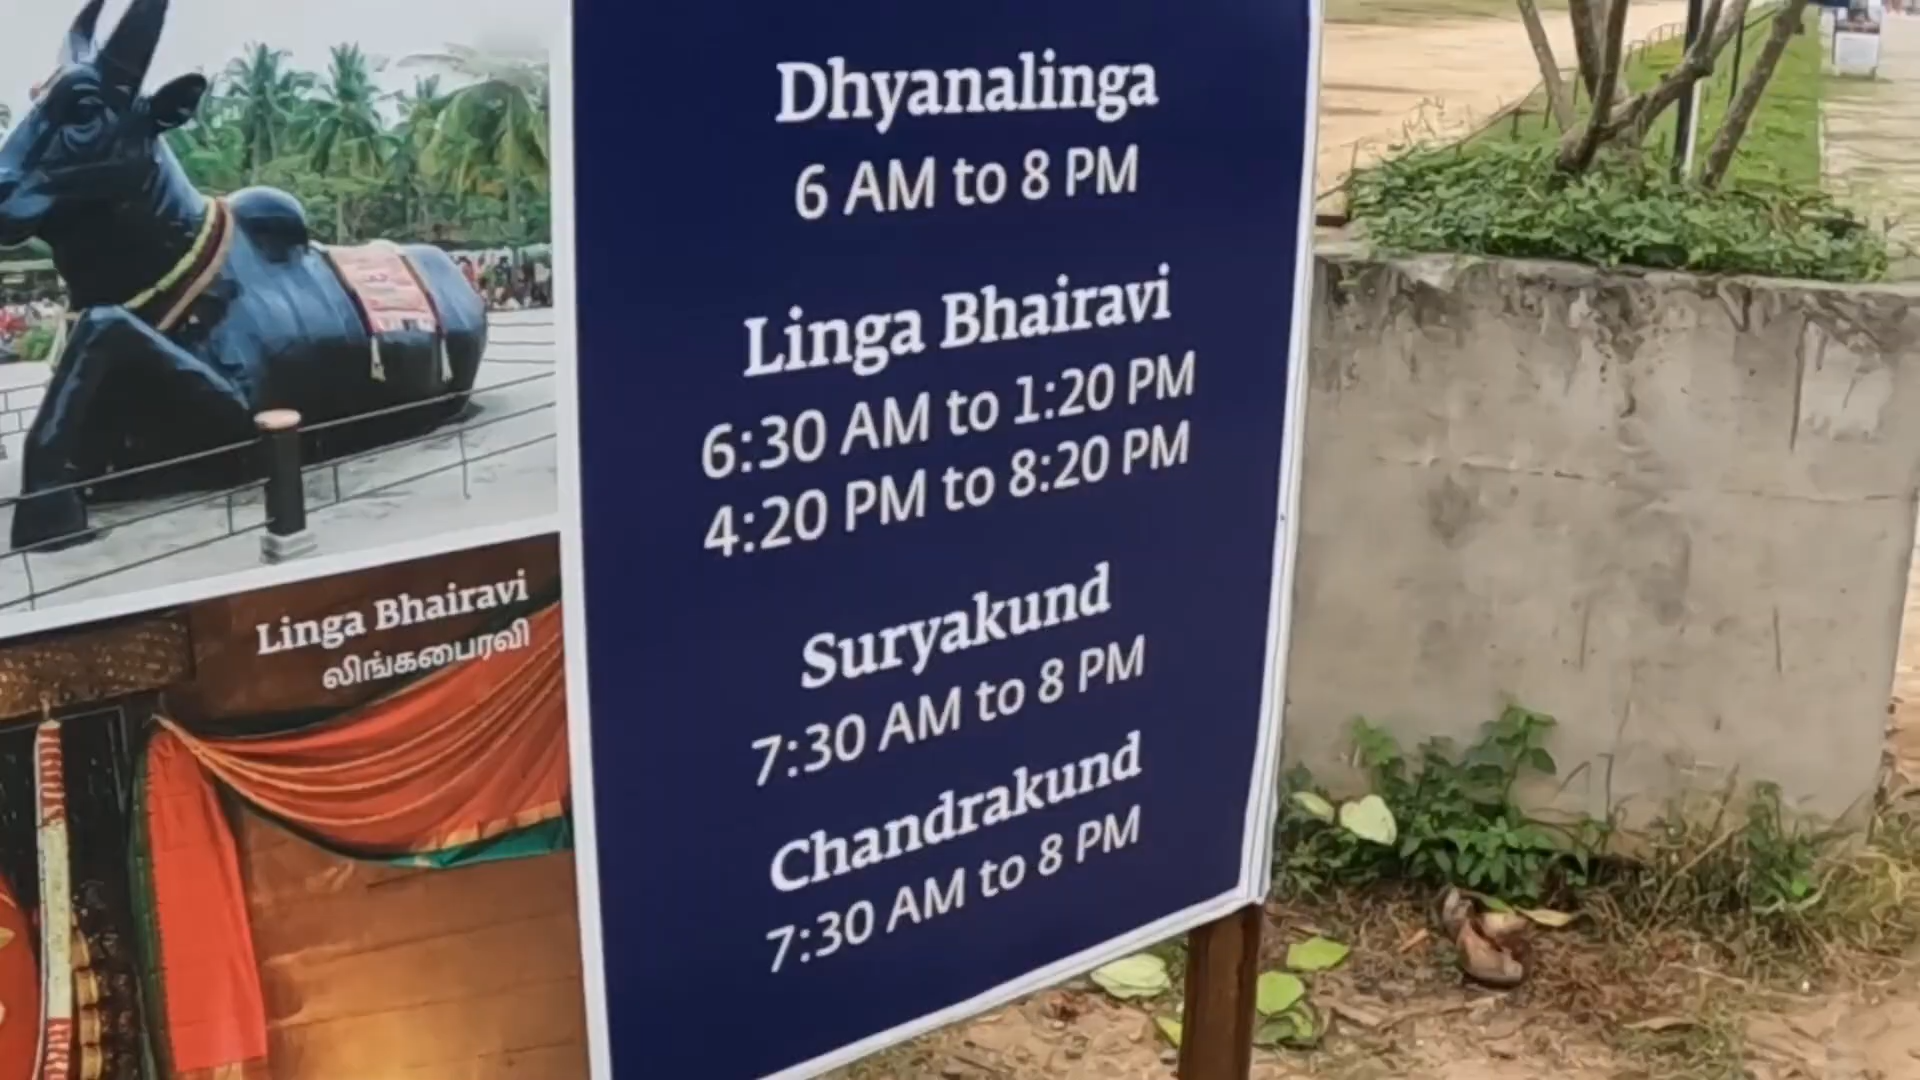 Dhyanalinga
6 AM to 8 PM
Linga Bhairavi
6:30 AM to 1:20 PM
4:20 PM to 8:20 PM
Suryakund
7:30 AM to 8 PM
Chandrakund
7:30 AM to 8 PM
Linga Bhairavi
லிங்கபைரவி